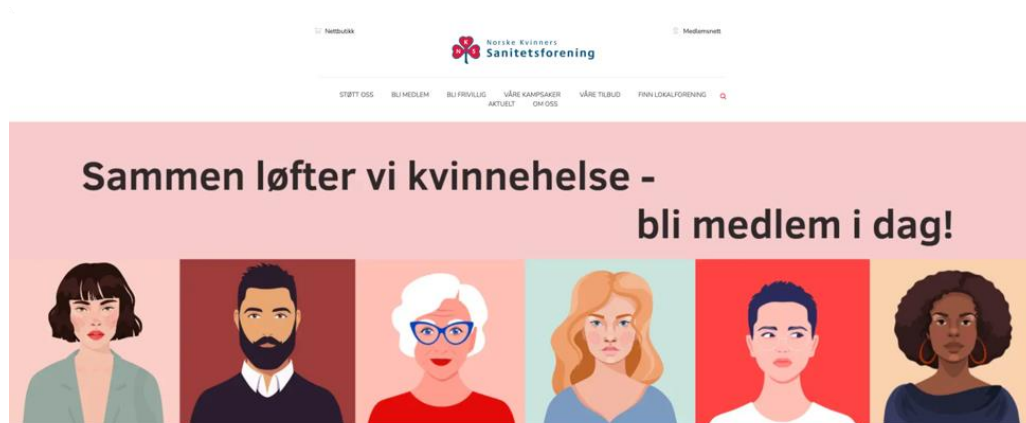 Nettbutikk
Medlemsnett
K
N S
Norske Kvinners
Sanitetsforening
STØTT OSS BLI MEDLEM BLI FRIVILLIG VÅRE KAMPSAKER VÅRE TILBUD FINN LOKALFORENING
AKTUELT OM OSS
Sammen løfter vi kvinnehelse -
bli medlem i dag!